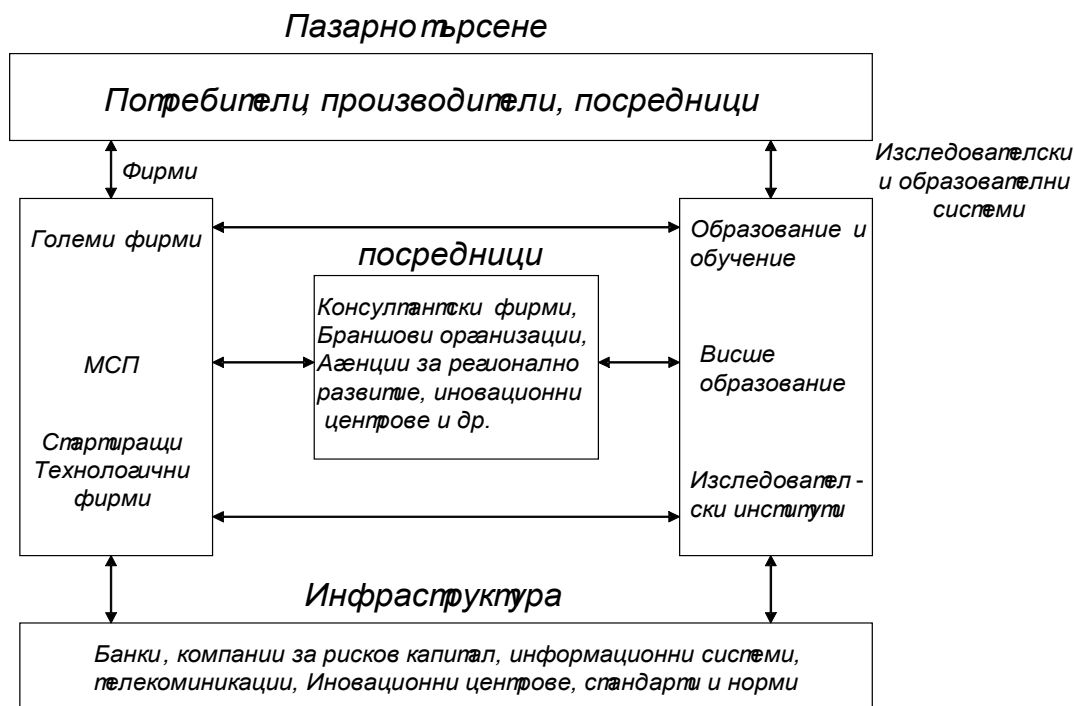 Пазарно търсене
Потребители, производители, посредници
Фирми
Изследователски
и образователни
системи
Големи фирми
МСП
Стартиращи
Технологични
фирми
посредници
Консултантски фирми,
Браншови организации,
Агенции за регионално
развитие, иновационни
центрове и др.
Образование и
обучение
Висше
образование
Изследовател -
ски институти
Инфраструктура
Банки, компании за рисков капитал, информационни системи,
телекоминикации, Иновационни центрове, стандарти и норми